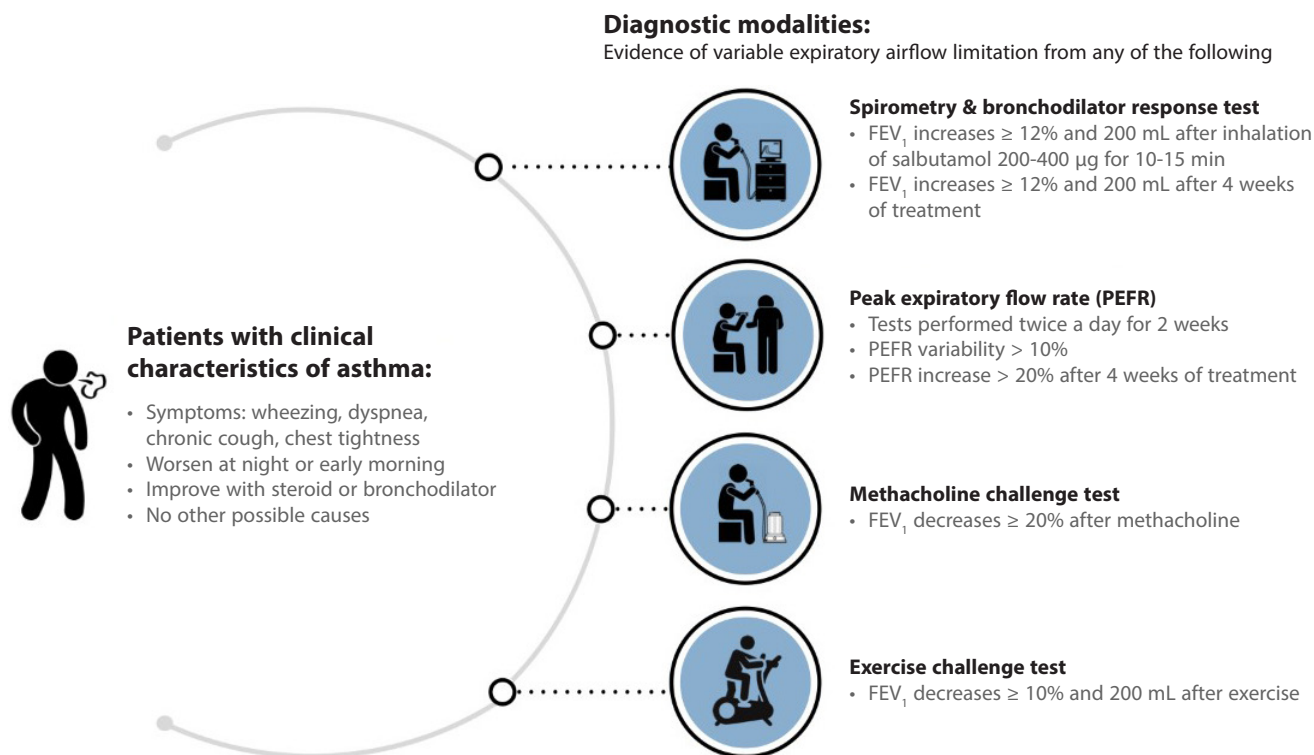 Diagnostic modalities:
Evidence of variable expiratory airflow limitation from any of the following
Spirometry & bronchodilator response test
• FEV₁ increases ≥ 12% and 200 mL after inhalation
of salbutamol 200-400 µg for 10-15 min
• FEV₁ increases ≥ 12% and 200 mL after 4 weeks
of treatment
Peak expiratory flow rate (PEFR)
• Tests performed twice a day for 2 weeks
• PEFR variability > 10%
• PEFR increase > 20% after 4 weeks of treatment
Patients with clinical
characteristics of asthma:
• Symptoms: wheezing, dyspnea,
chronic cough, chest tightness
• Worsen at night or early morning
• Improve with steroid or bronchodilator
• No other possible causes
Methacholine challenge test
• FEV₁ decreases ≥ 20% after methacholine
Exercise challenge test
• FEV₁ decreases ≥ 10% and 200 mL after exercise